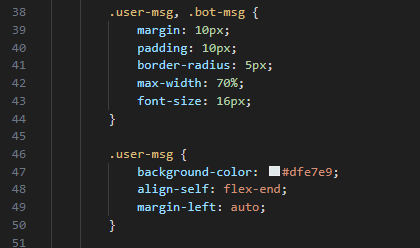 38 .user-msg, .bot-msg {
39 margin: 10px;
40 padding: 10px;
41 border-radius: 5px;
42 max-width: 70%;
43 font-size: 16px;
44 }
45
46 .user-msg {
47 background-color: #dfe7e9;
48 align-self: flex-end;
49 margin-left: auto;
50 }
51